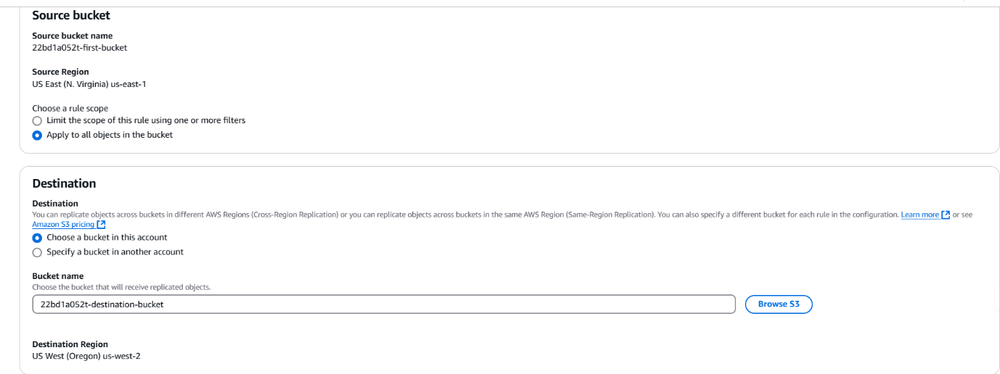 Source bucket
Source bucket name
22bd1a052t-first-bucket
Source Region
US East (N. Virginia) us-east-1
Choose a rule scope
Limit the scope of this rule using one or more filters
Apply to all objects in the bucket
Destination
Destination
You can replicate objects across buckets in different AWS Regions (Cross-Region Replication) or you can replicate objects across buckets in the same AWS Region (Same-Region Replication). You can also specify a different bucket for each rule in the configuration. Learn more or see
Amazon S3 pricing
Choose a bucket in this account
Specify a bucket in another account
Bucket name
Choose the bucket that will receive replicated objects.
22bd1a052t-destination-bucket
Browse S3
Destination Region
US West (Oregon) us-west-2